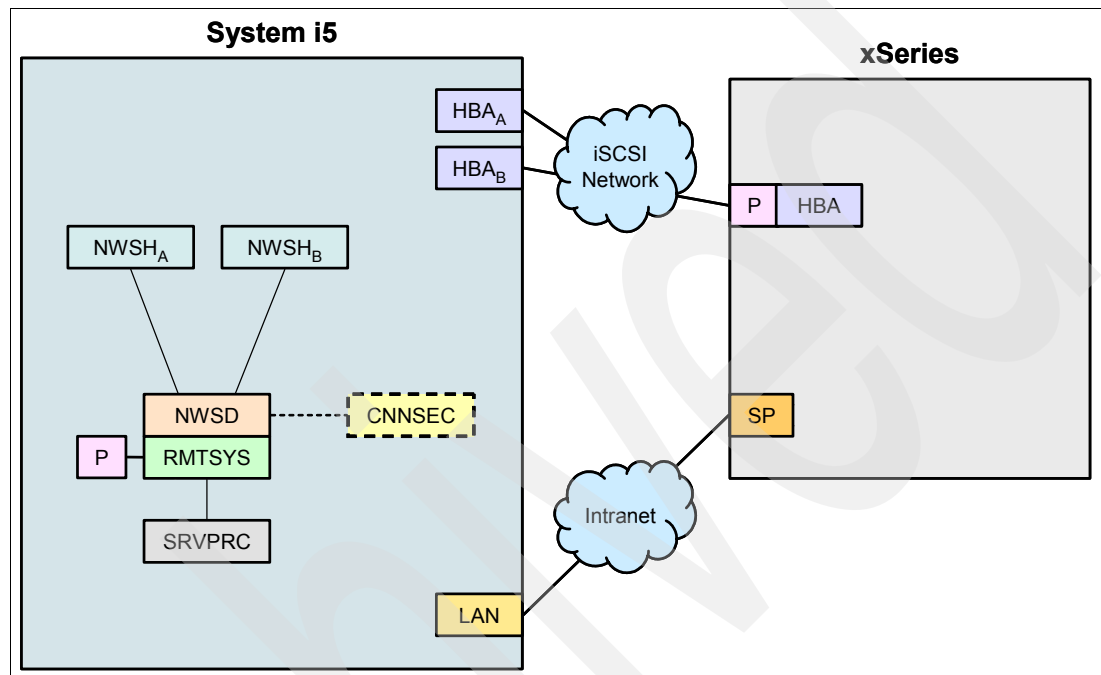 System i5
xSeries
HBAA
HBAB
iSCSI
Network
P
HBA
NWSHA
NWSHB
NWSD
CNNSEC
P
RMTSYS
SRVPRC
SP
Intranet
LAN